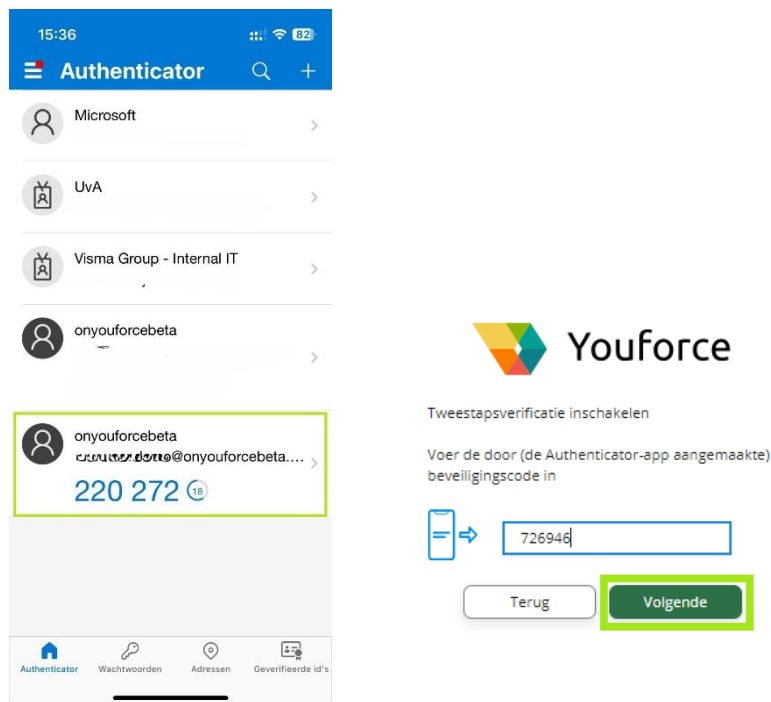 15:36
82
Authenticator
Microsoft
UvA
Visma Group - Internal IT
onyouforcebeta
onyouforcebeta
@onyouforcebeta....
220 272 18
Authenticator Wachtwoorden Adressen Geverifieerde id's
Youforce
Tweestapsverificatie inschakelen
Voer de door (de Authenticator-app aangemaakte)
beveiligingscode in
726946
Terug Volgende